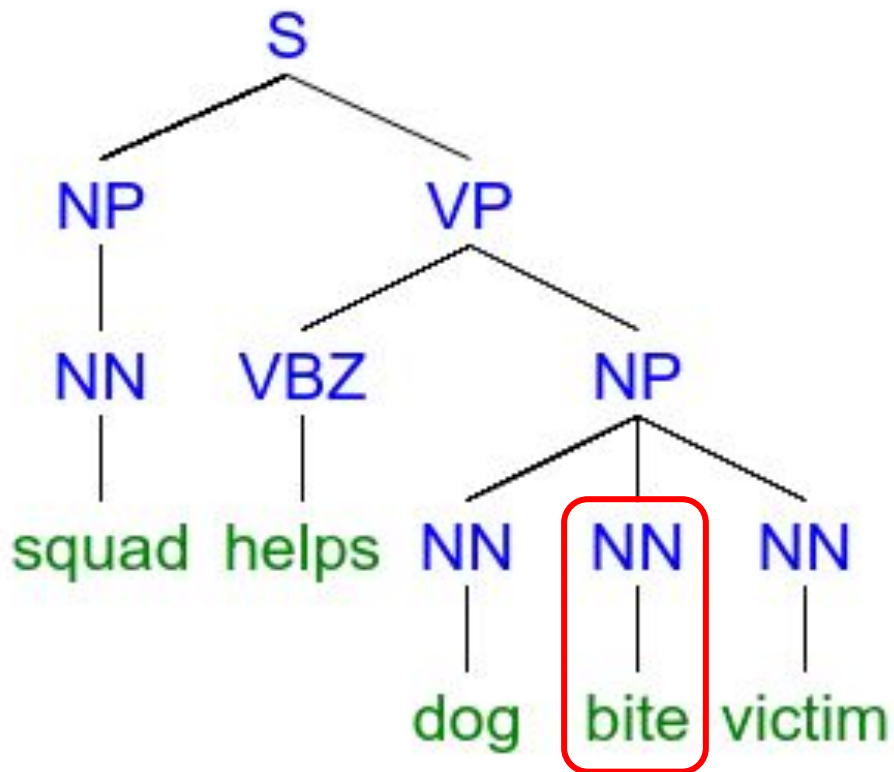 S
NP VP
NN VBZ NP
squad helps NN NN NN
dog bite victim